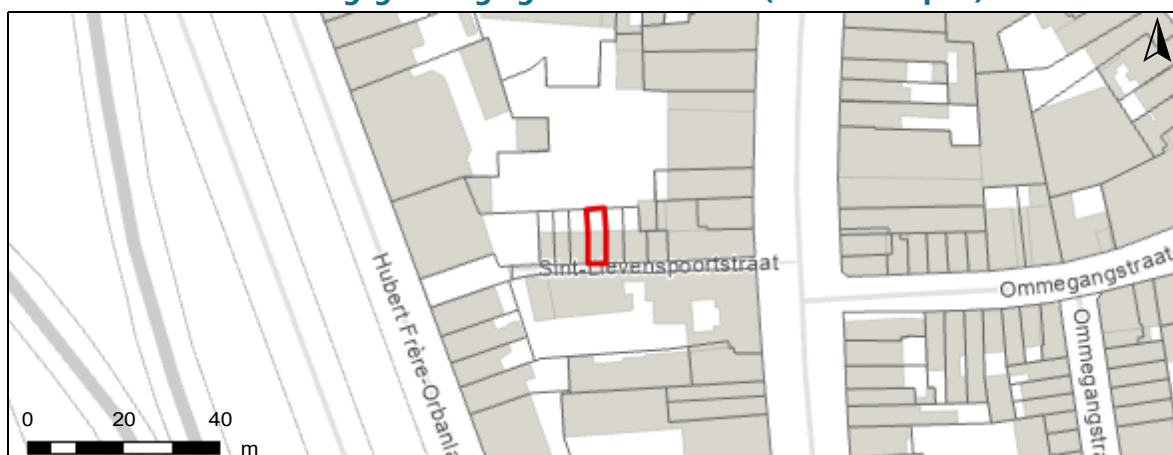 Sint-Lievenspoortstraat
Ommegangstraat
Hubert Frère-Orbanla
Ommegangstra
0 20 40
m